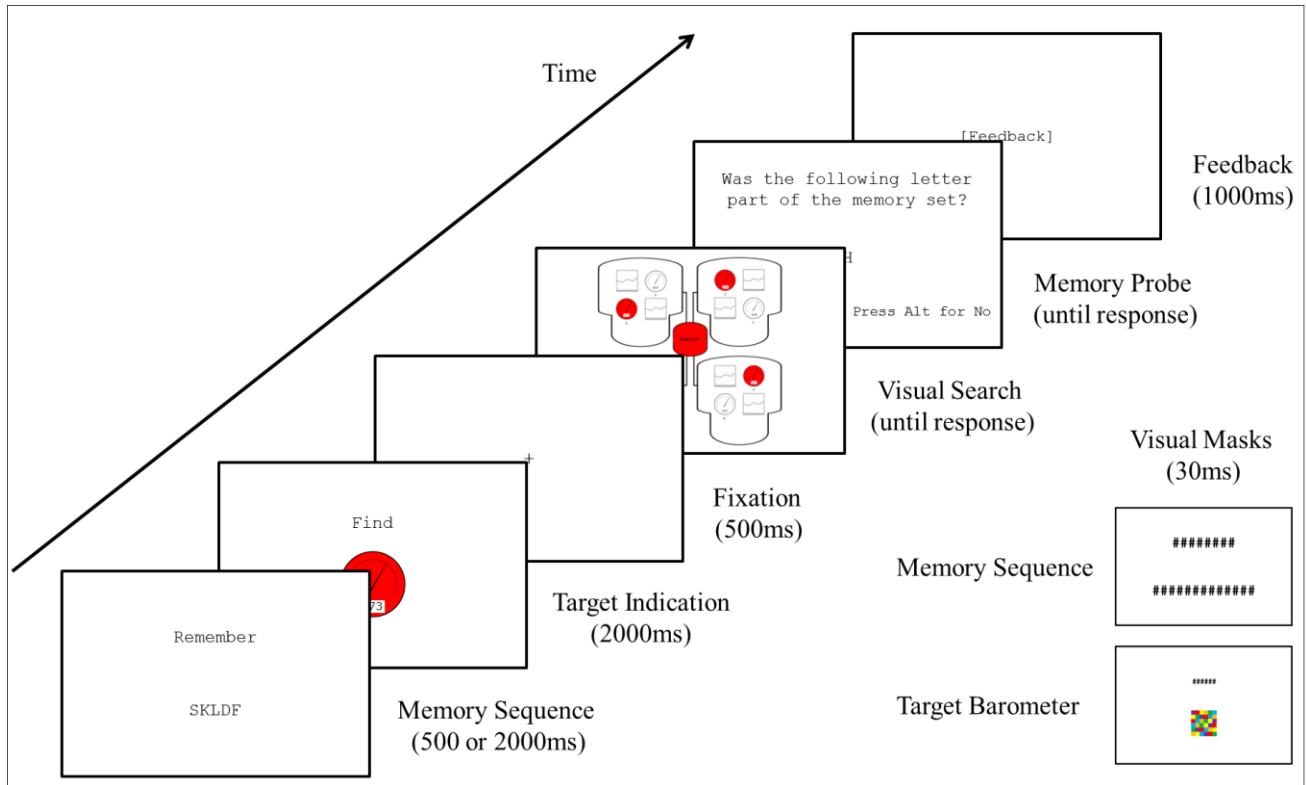 Time
[Feedback]
Feedback
(1000ms)
Was the following letter
part of the memory set?
H
Press Alt for No
Memory Probe
(until response)
Visual Search
(until response)
Fixation
(500ms)
Find
73
Target Indication
(2000ms)
Remember
SKLDF
Memory Sequence
(500 or 2000ms)
Visual Masks
(30ms)
Memory Sequence
########
#############
Target Barometer
######